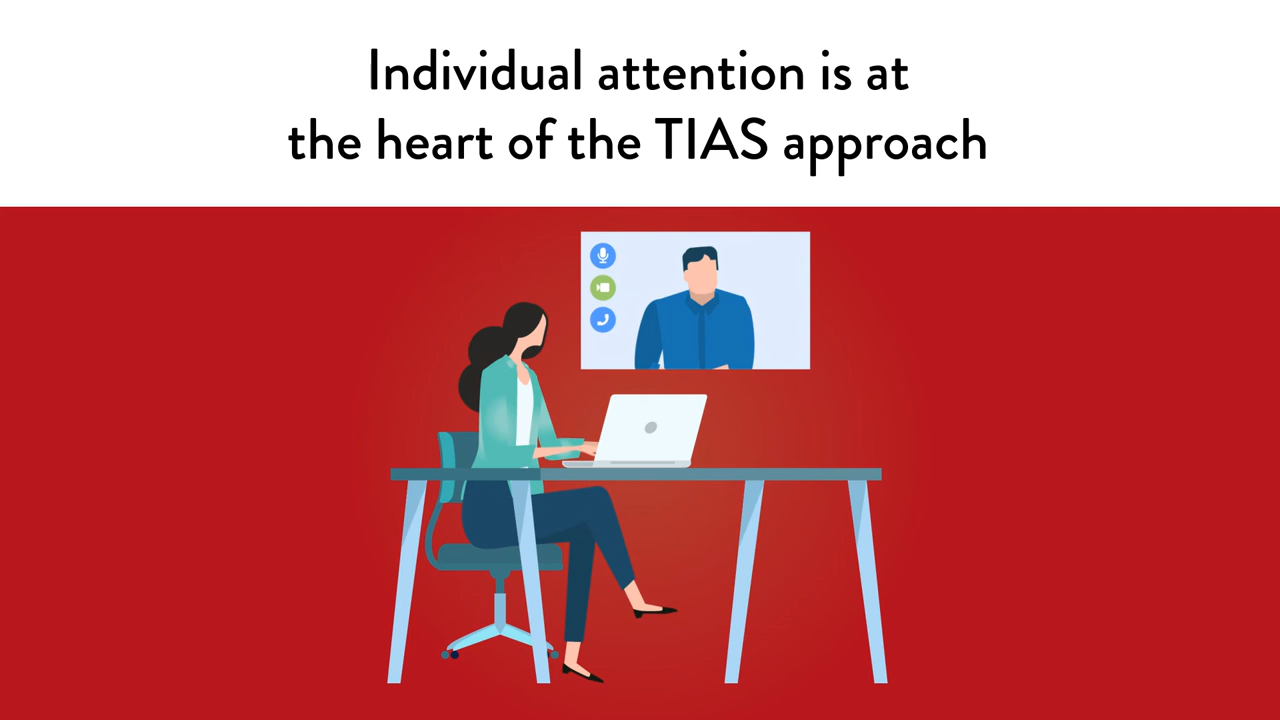 Individual attention is at
the heart of the TIAS approach